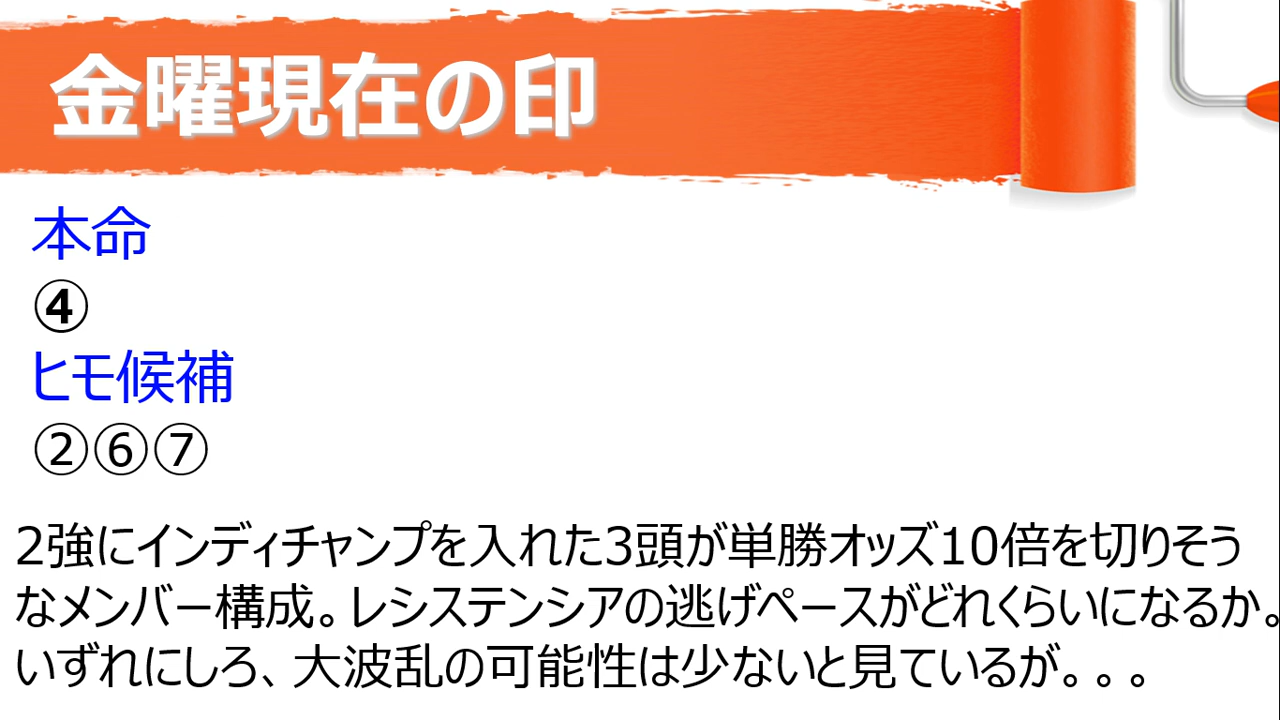 金曜現在の印
本命
④
ヒモ候補
②⑥⑦
2強にインディチャンプを入れた3頭が単勝オッズ10倍を切りそう
なメンバー構成。レシステンシアの逃げペースがどれくらいになるか。
いずれにしろ、大波乱の可能性は少ないと見ているが。。。